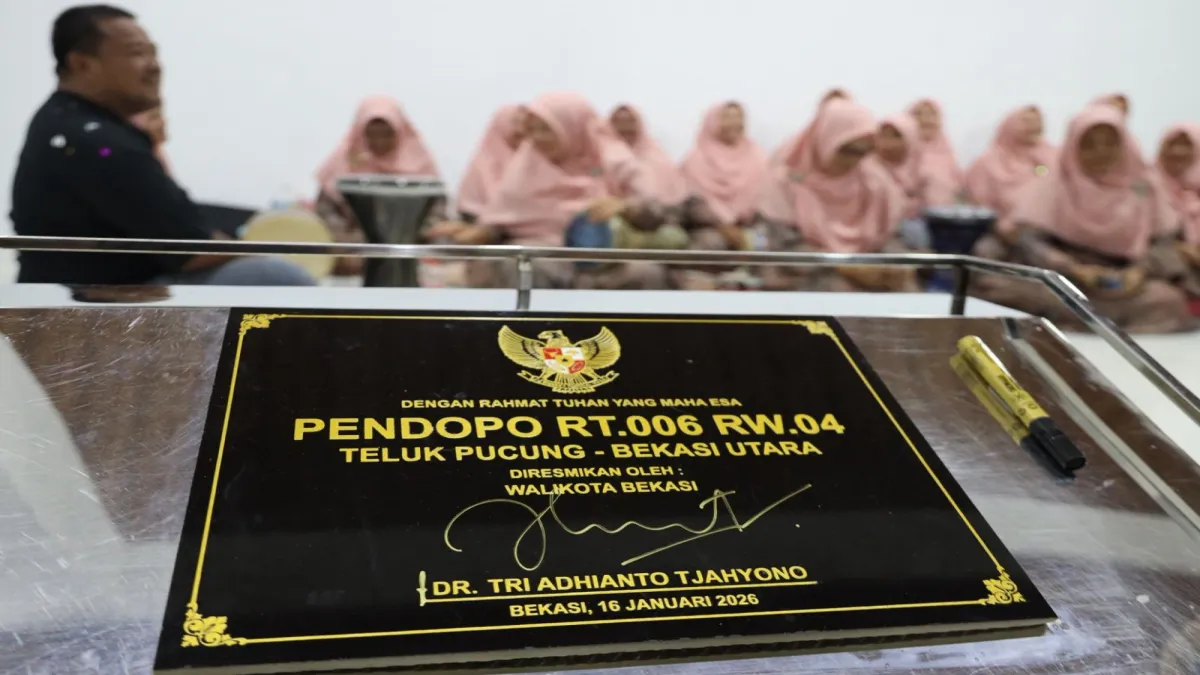 DENGAN RAHMAT TUHAN YANG MAHA ESA
PENDOPO RT.006 RW.04
TELUK PUCUNG - BEKASI UTARA
DIRESMIKAN OLEH :
WALIKOTA BEKASI
DR. TRI ADHIANTO TJAHYONO
BEKASI, 16 JANUARI 2026